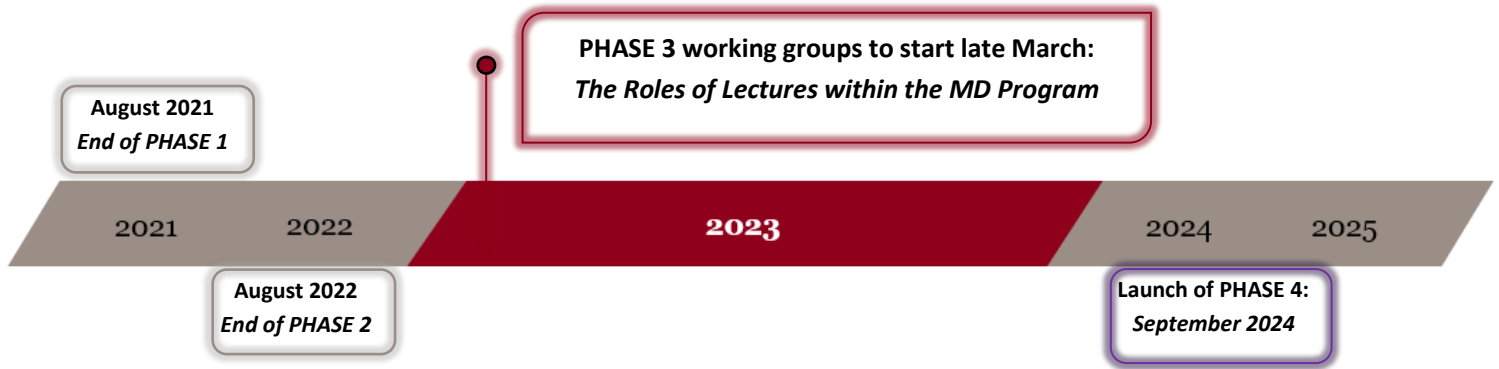 PHASE 3 working groups to start late March:
The Roles of Lectures within the MD Program
August 2021
End of PHASE 1
2021
2022
2023
2024
2025
August 2022
End of PHASE 2
Launch of PHASE 4:
September 2024